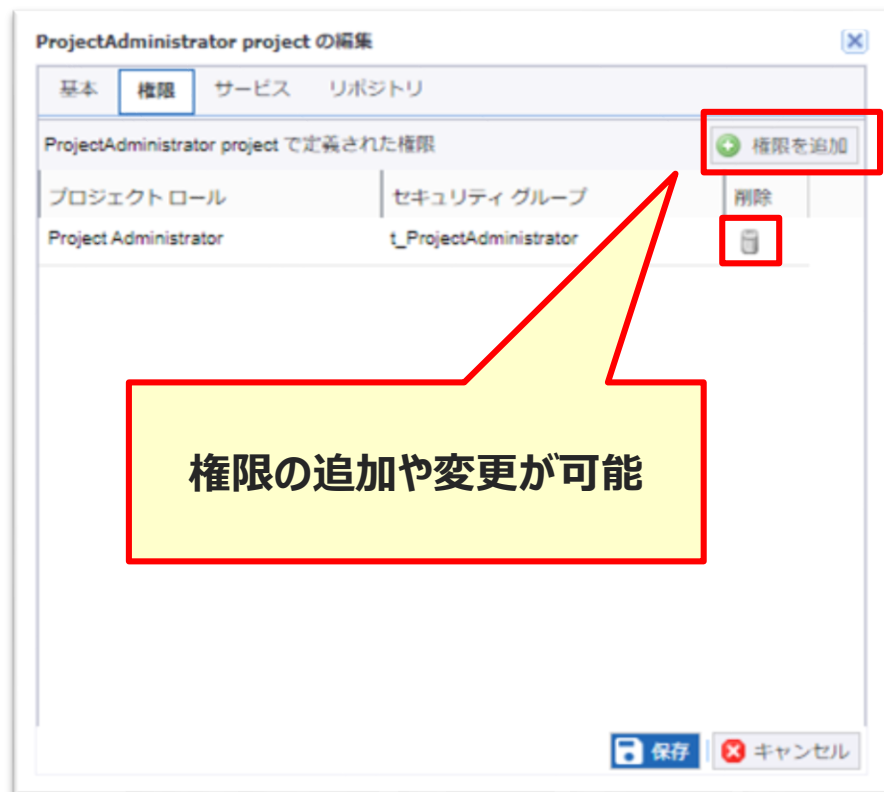 ProjectAdministrator project の編集
基本 権限 サービス リポジトリ
ProjectAdministrator project で定義された権限 権限を追加
プロジェクト ロール セキュリティ グループ 削除
Project Administrator t_ProjectAdministrator
権限の追加や変更が可能
保存 キャンセル